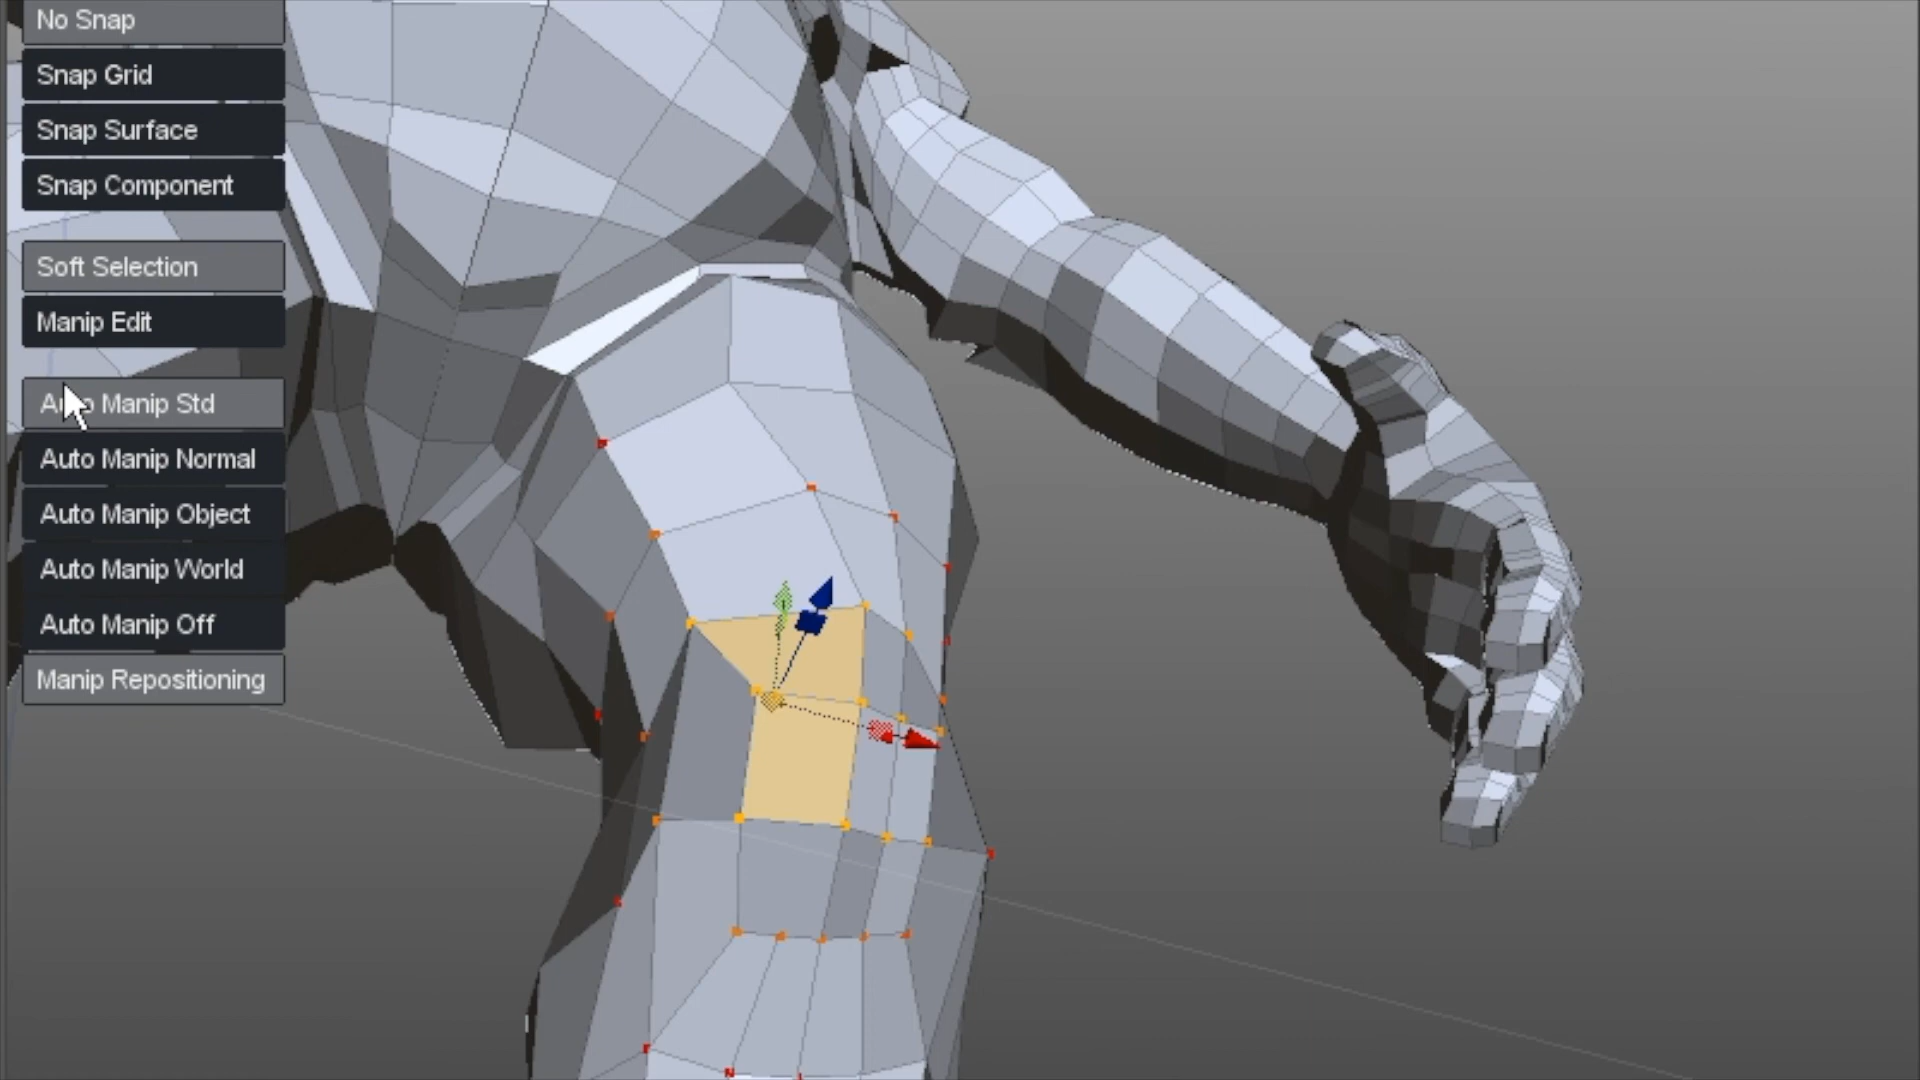 No Snap
Snap Grid
Snap Surface
Snap Component
Soft Selection
Manip Edit
Auto Manip Std
Auto Manip Normal
Auto Manip Object
Auto Manip World
Auto Manip Off
Manip Repositioning